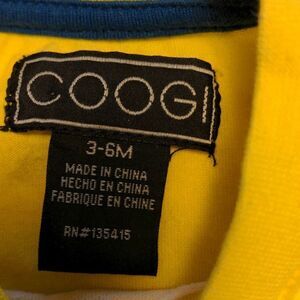 COOGI
3-6M
MADE IN CHINA
HECHO EN CHINA
FABRIQUE EN CHINE
RN#135415